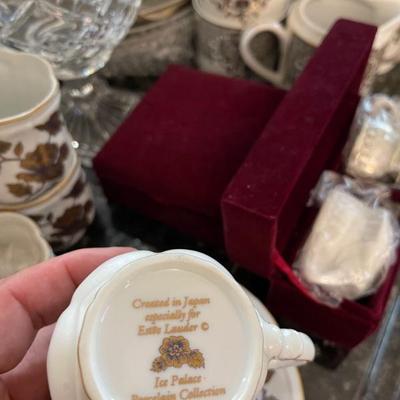 Created in Japan
especially for
Estée Lauder ©
Ice Palace
Porcelain Collection